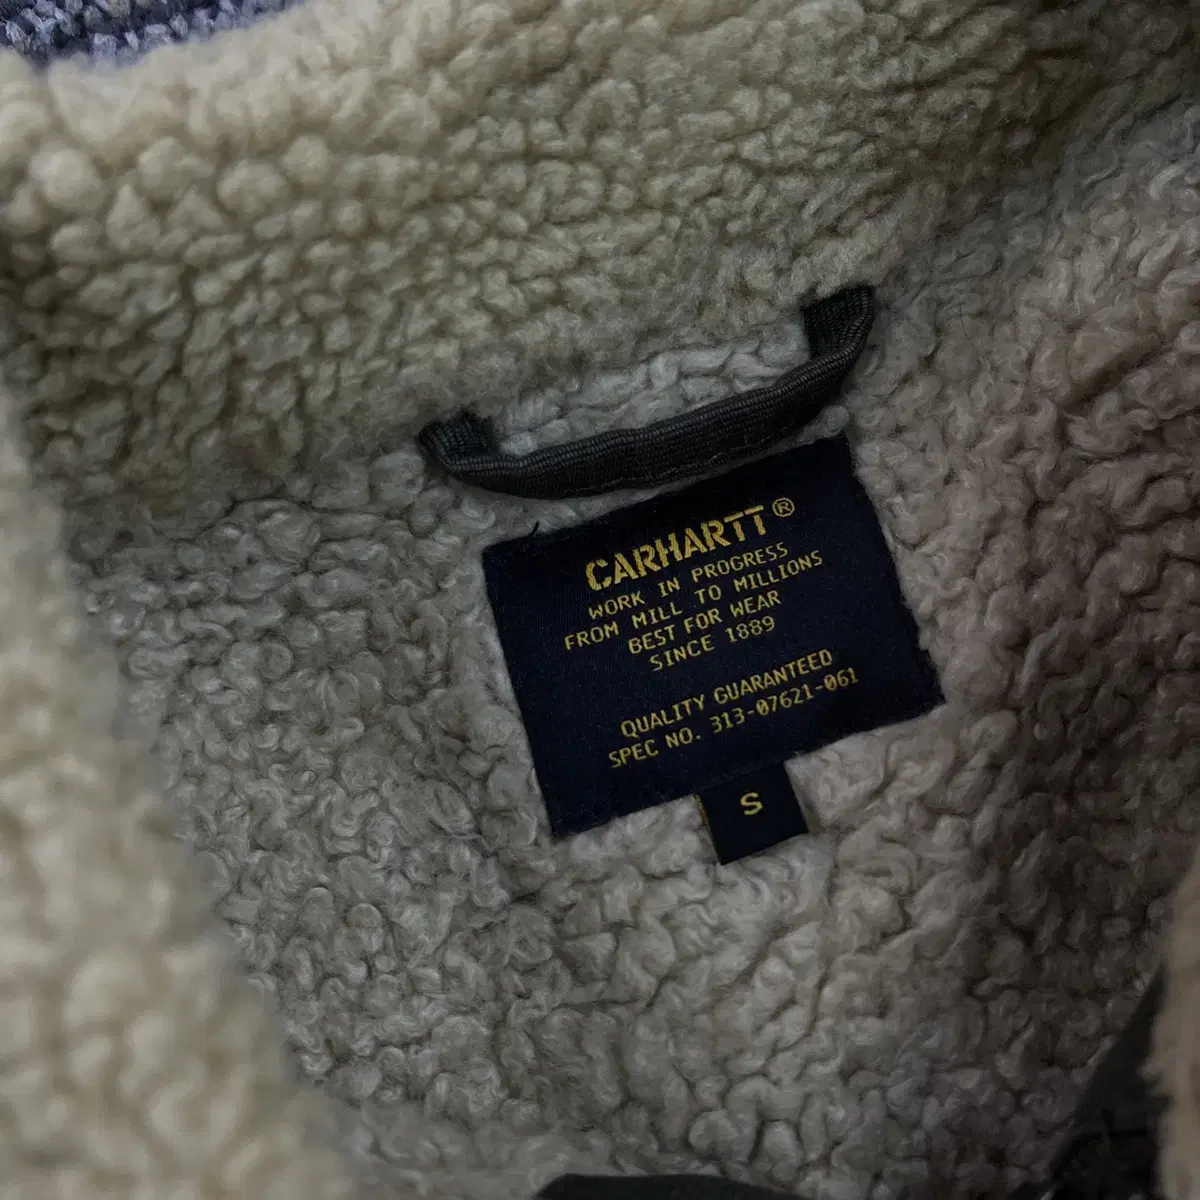 CARHARTT®
WORK IN PROGRESS
FROM MILL TO MILLIONS
BEST FOR WEAR
SINCE 1889
QUALITY GUARANTEED
SPEC NO. 313-07621-061
S